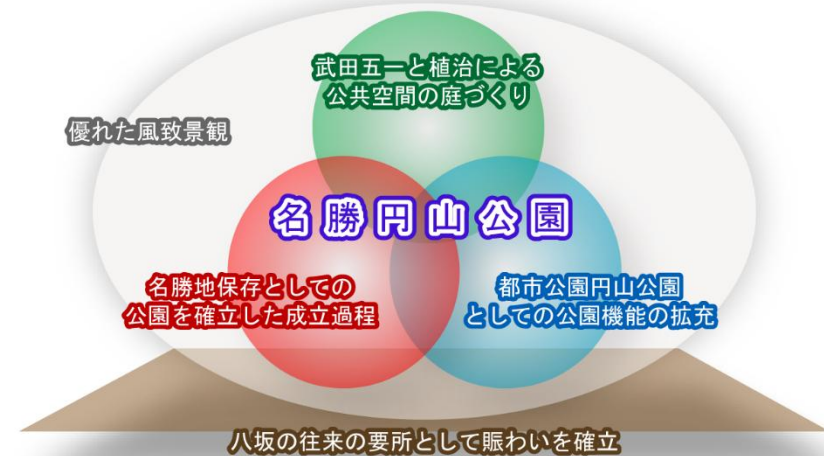 武田五一と植治による
公共空間の庭づくり
優れた風致景観
名勝円山公園
名勝地保存としての
公園を確立した成立過程
都市公園円山公園
としての公園機能の拡充
八坂の往来の要所として賑わいを確立